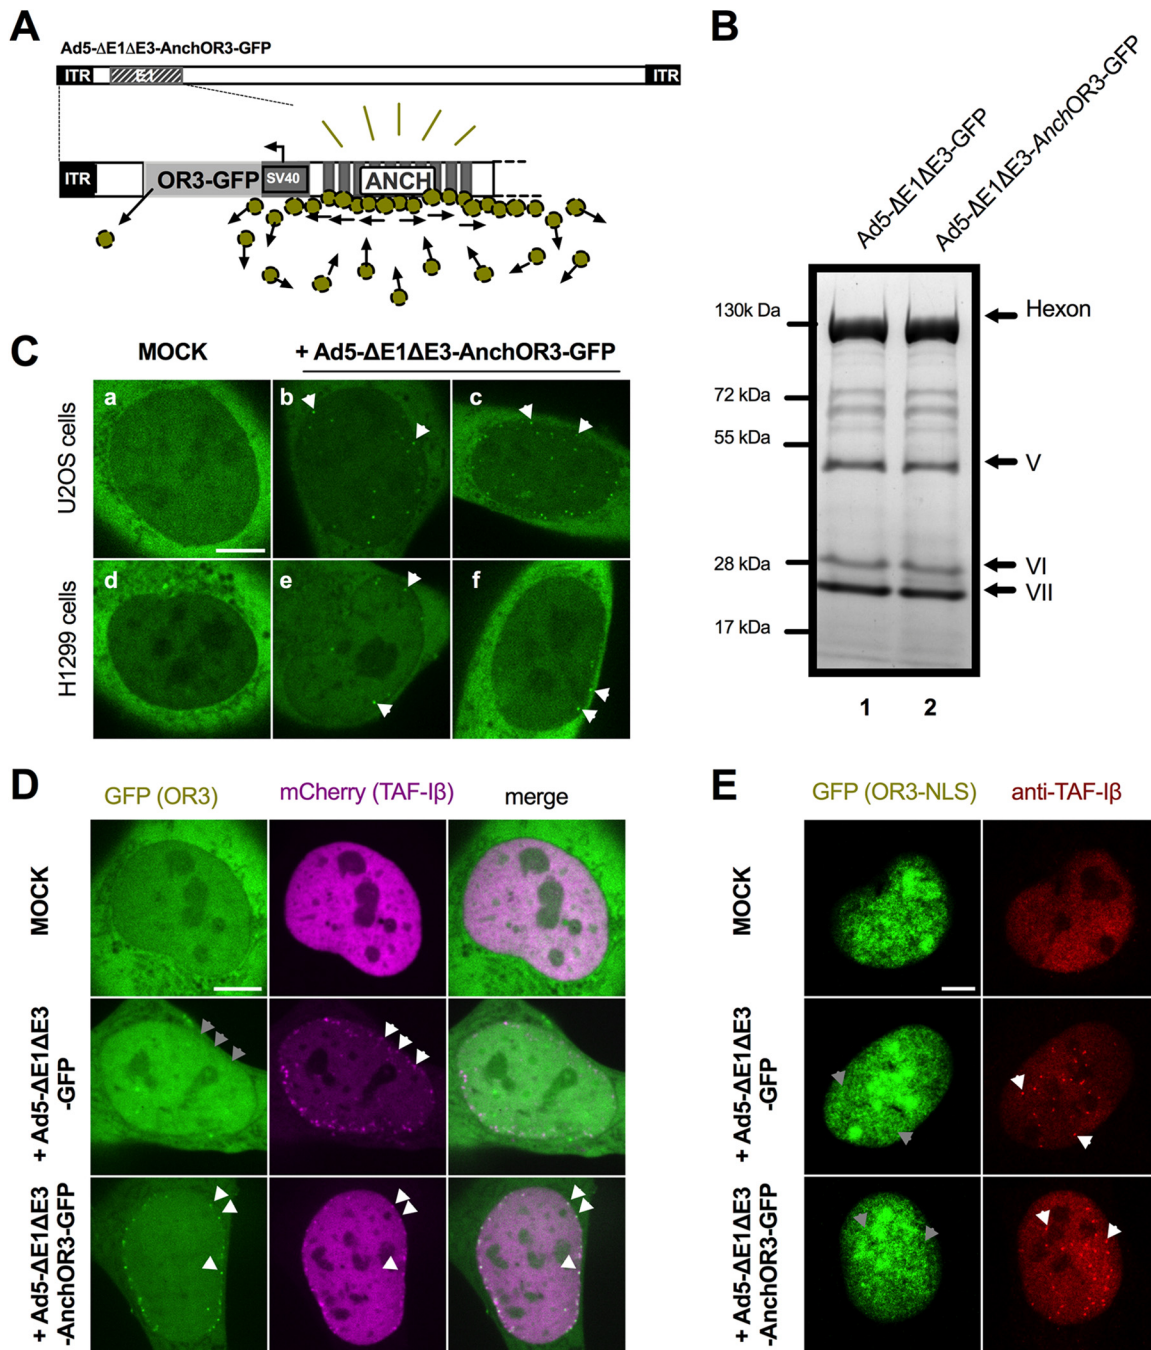 A
Ad5-ΔE1ΔE3-AnchOR3-GFP
ITR
E1
ITR
ITR
OR3-GFP
SV40
ANCH
B
Ad5-ΔE1ΔE3-GFP
Ad5-ΔE1ΔE3-AnchOR3-GFP
130k Da
72 kDa
55 kDa
28 kDa
17 kDa
Hexon
V
VI
VII
1 2
C
MOCK
+ Ad5-ΔE1ΔE3-AnchOR3-GFP
U2OS cells
a b c
H1299 cells
d e f
D
GFP (OR3) mCherry (TAF-Iβ) merge
MOCK
+ Ad5-ΔE1ΔE3
-GFP
+ Ad5-ΔE1ΔE3
-AnchOR3-GFP
E
GFP (OR3-NLS) anti-TAF-Iβ
MOCK
+ Ad5-ΔE1ΔE3
-GFP
+ Ad5-ΔE1ΔE3
-AnchOR3-GFP